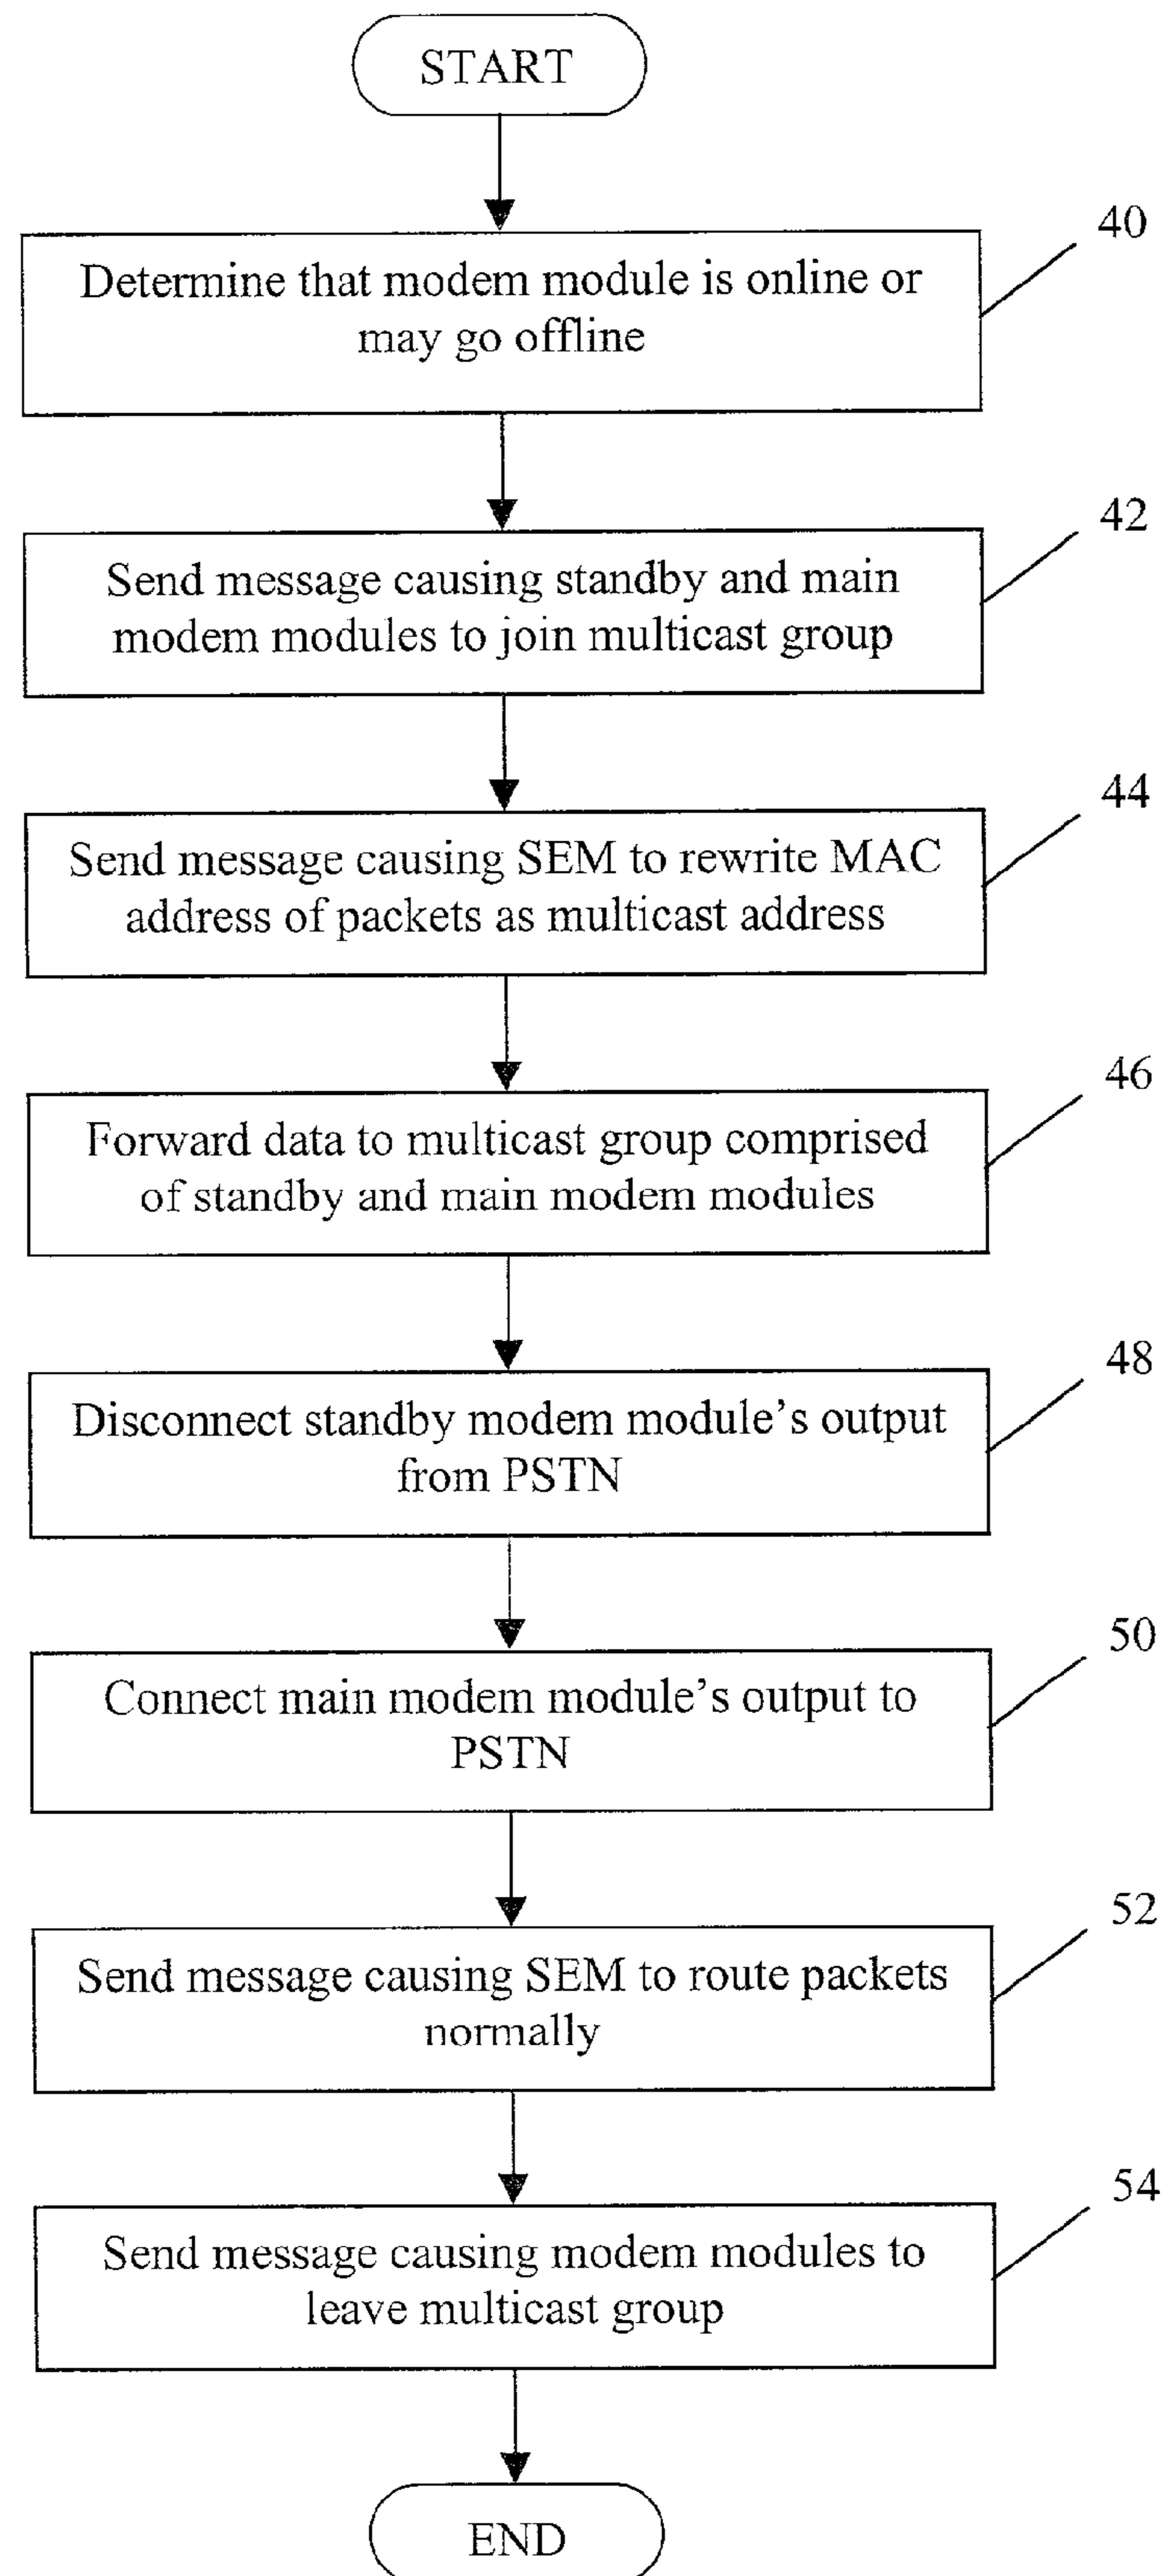 START
40
Determine that modem module is online or
may go offline
42
Send message causing standby and main
modem modules to join multicast group
44
Send message causing SEM to rewrite MAC
address of packets as multicast address
46
Forward data to multicast group comprised
of standby and main modem modules
48
Disconnect standby modem module's output
from PSTN
50
Connect main modem module's output to
PSTN
52
Send message causing SEM to route packets
normally
54
Send message causing modem modules to
leave multicast group
END